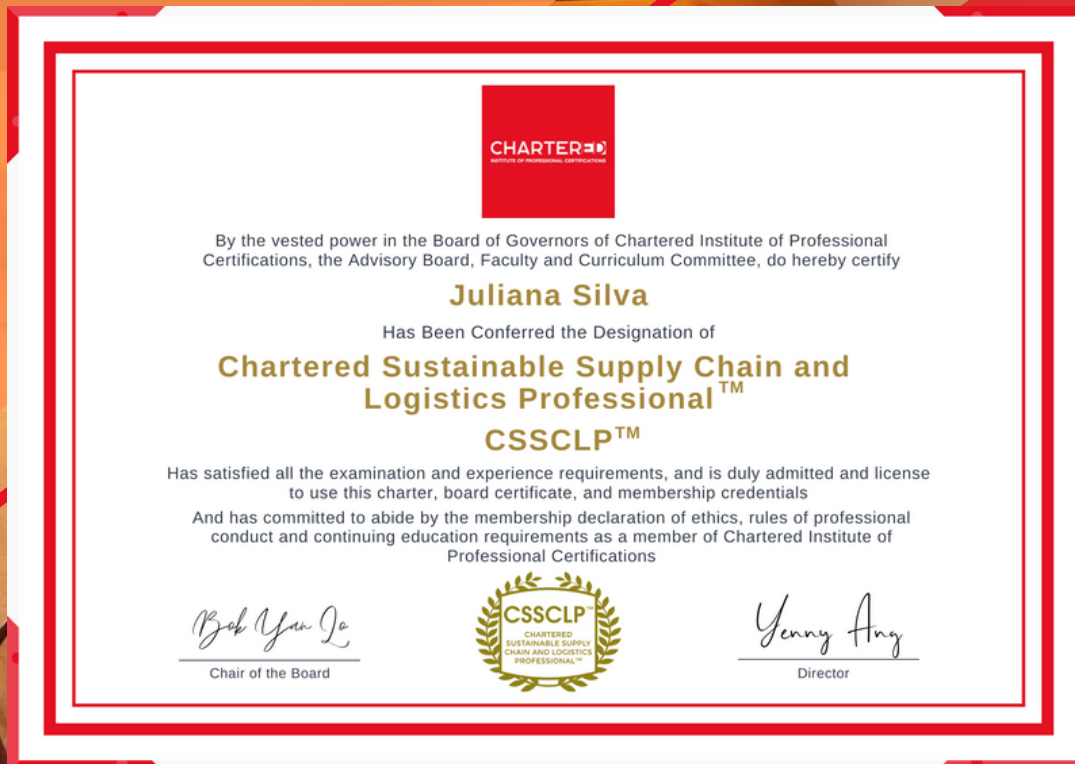 CHARTERED
INSTITUTE OF PROFESSIONAL CERTIFICATIONS
By the vested power in the Board of Governors of Chartered Institute of Professional
Certifications, the Advisory Board, Faculty and Curriculum Committee, do hereby certify
Juliana Silva
Has Been Conferred the Designation of
Chartered Sustainable Supply Chain and
Logistics Professional™
CSSCLP™
Has satisfied all the examination and experience requirements, and is duly admitted and license
to use this charter, board certificate, and membership credentials
And has committed to abide by the membership declaration of ethics, rules of professional
conduct and continuing education requirements as a member of Chartered Institute of
Professional Certifications
Bok Yan Lo
Chair of the Board
CSSCLP™
CHARTERED
SUSTAINABLE SUPPLY
CHAIN AND LOGISTICS
PROFESSIONAL™
Yenny Ang
Director